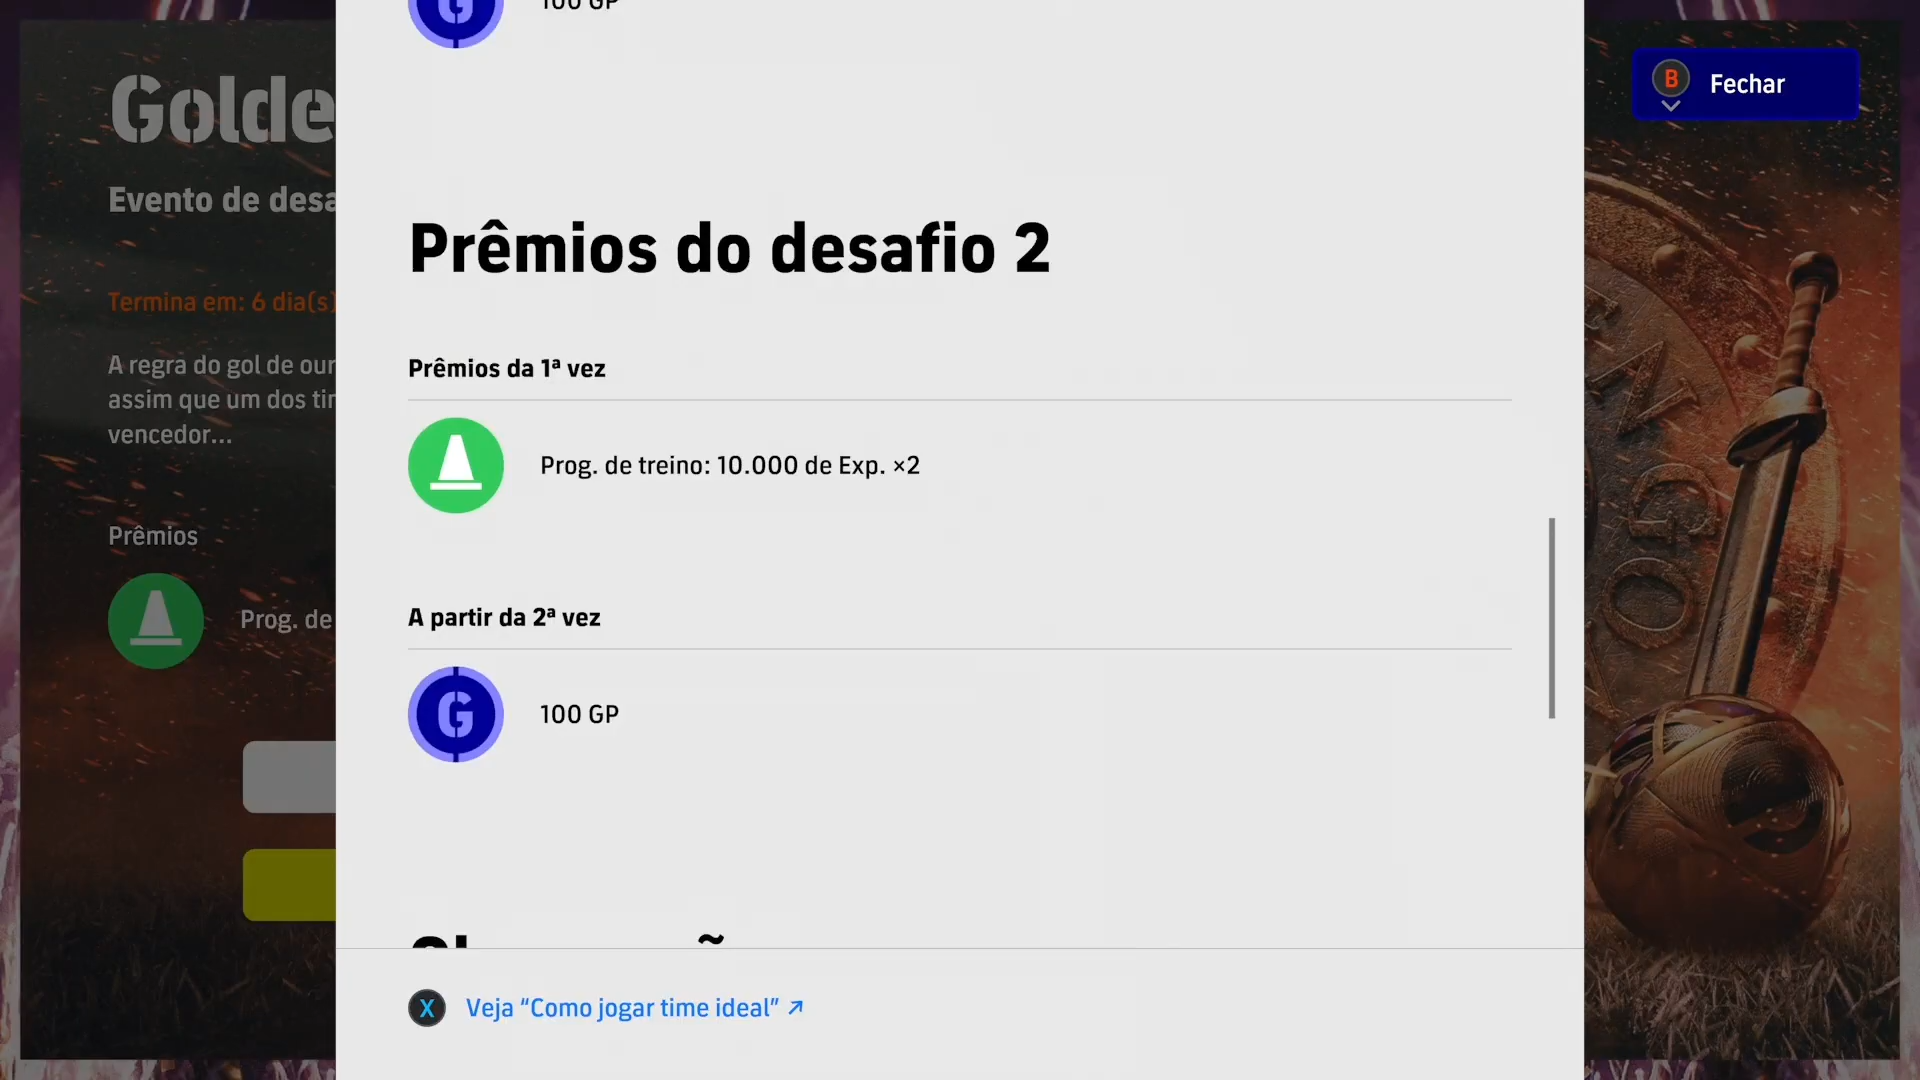 100 GP
Golde
Evento de desa
Termina em: 6 dia(s)
A regra do gol de our
assim que um dos tir
vencedor...
Prêmios
Prog. de
B Fechar
Prêmios do desafio 2
Prêmios da 1ª vez
Prog. de treino: 10.000 de Exp. ×2
A partir da 2ª vez
G
100 GP
X Veja “Como jogar time ideal”